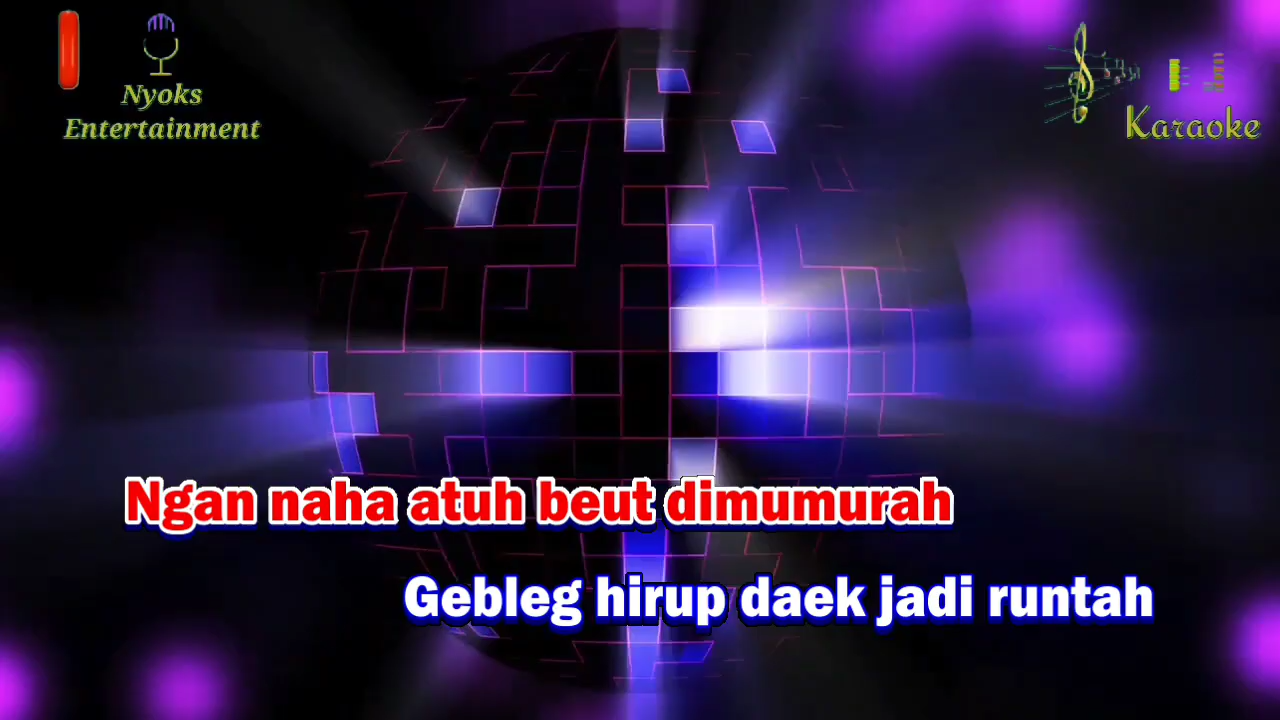 Nyoks
Entertainment
Karaoke
Ngan naha atuh beut dimumurah
Gebleg hirup daek jadi runtah